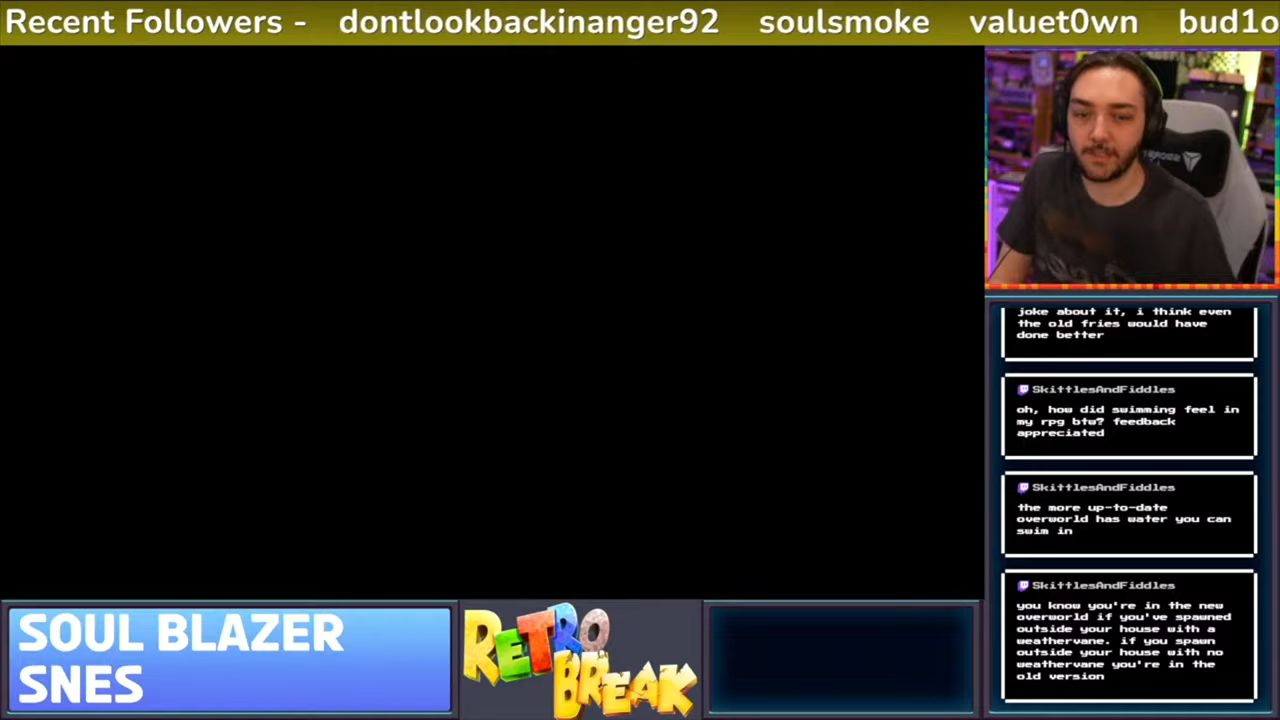 Recent Followers - dontlookbackinanger92 soulsmoke valuet0wn bud1o
joke about it, i think even
the old fries would have
done better
SkittlesAndFiddles
oh, how did swimming feel in
my rpg btw? feedback
appreciated
SkittlesAndFiddles
the more up-to-date
overworld has water you can
swim in
SkittlesAndFiddles
you know you're in the new
overworld if you've spawned
outside your house with a
weathervane. if you spawn
outside your house with no
weathervane you're in the
old version
SOUL BLAZER
SNES
RETRO
BREAK